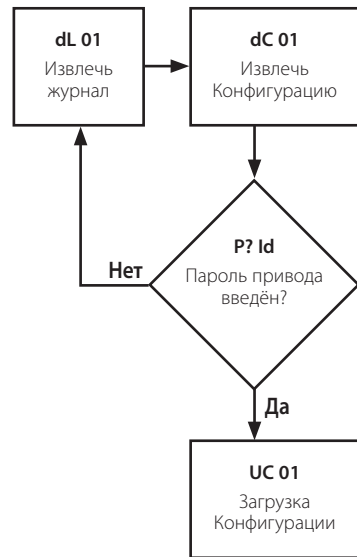 dL 01
Извлечь
журнал
dC 01
Извлечь
Конфигурацию
P? Id
Пароль привода
введён?
Нет
Да
UC 01
Загрузка
Конфигурации